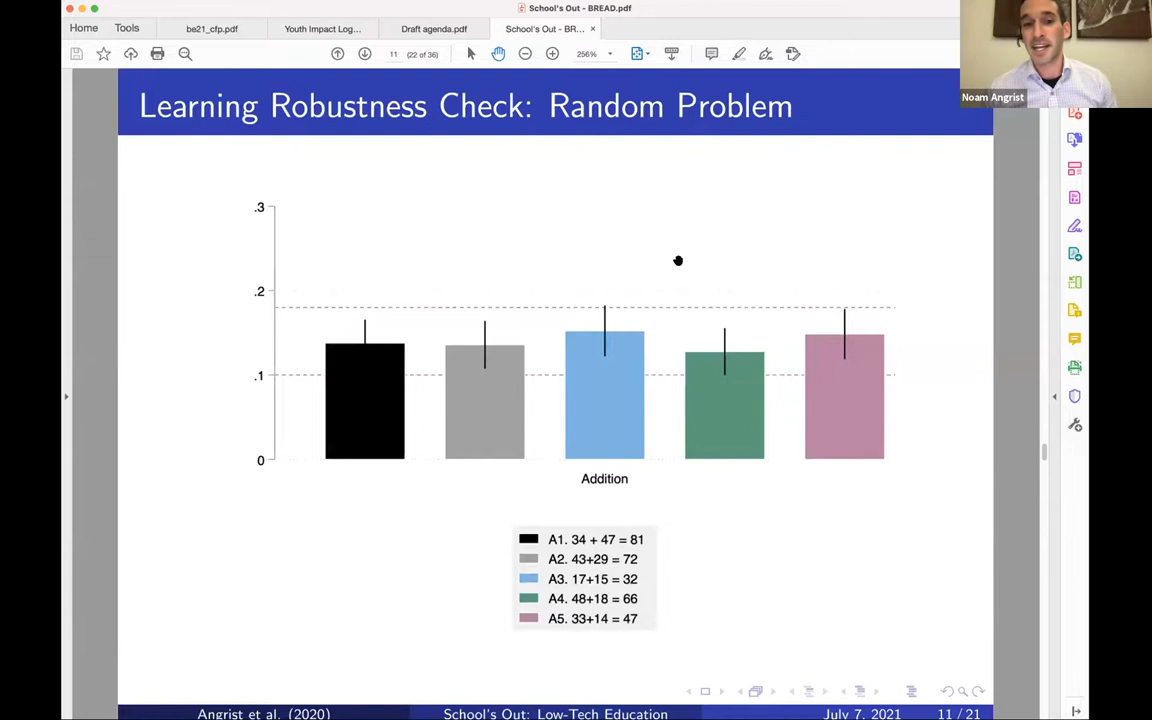 School's Out - BREAD.pdf
Home
Tools
be21_cfp.pdf
Youth Impact Log...
Draft agenda.pdf
School's Out - BR...
×
11
(22 of 36)
256%
Noam Angrist
Learning Robustness Check: Random Problem
.3
.2
.1
0
Addition
A1. 34 + 47 = 81
A2. 43+29 = 72
A3. 17+15 = 32
A4. 48+18 = 66
A5. 33+14 = 47
Angrist et al. (2020)
School's Out: Low-Tech Education
July 7, 2021
11 / 21